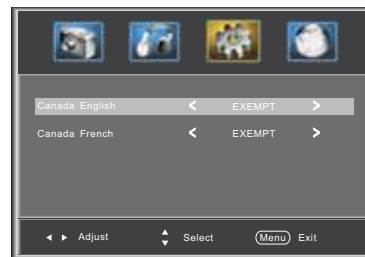 Canada English < EXEMPT >
Canada French < EXEMPT >
◄ ► Adjust ▲▼ Select Menu Exit